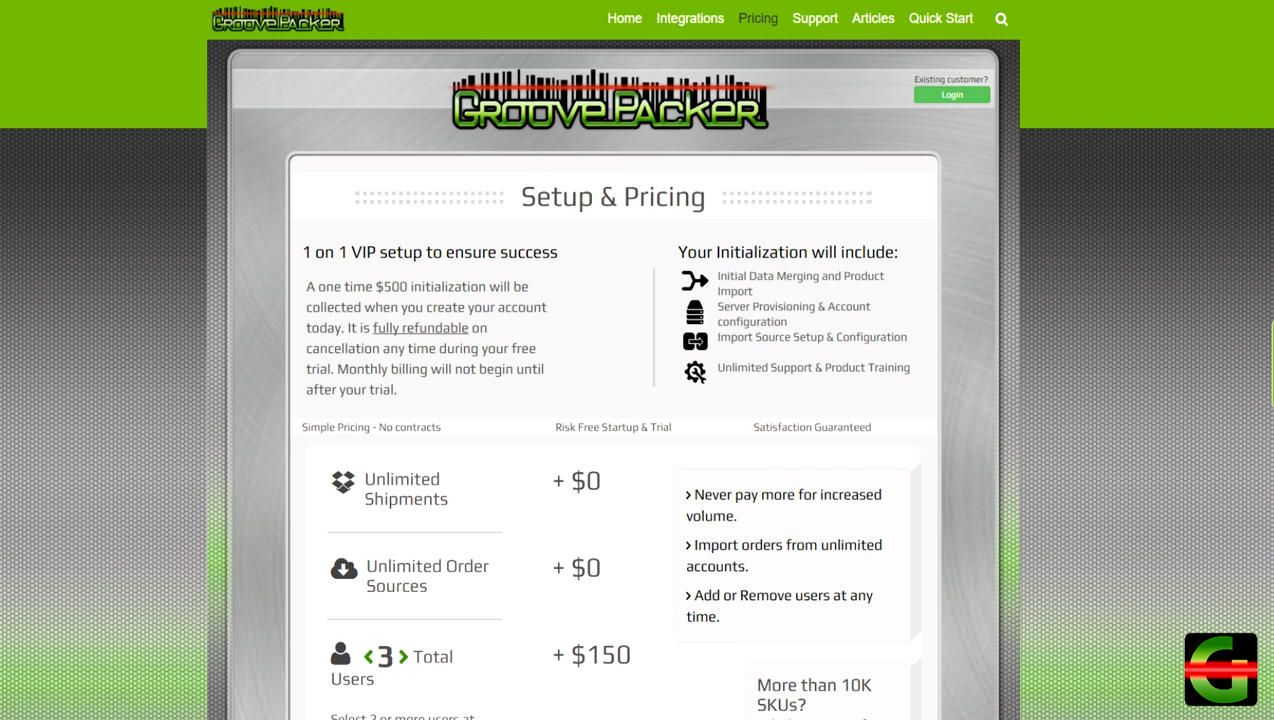 GROOVEPACKER
Home Integrations Pricing Support Articles Quick Start
Existing customer?
Login
GROOVEPACKER
Setup & Pricing
1 on 1 VIP setup to ensure success
A one time $500 initialization will be
collected when you create your account
today. It is fully refundable on
cancellation any time during your free
trial. Monthly billing will not begin until
after your trial.
Your Initialization will include:
Initial Data Merging and Product
Import
Server Provisioning & Account
configuration
Import Source Setup & Configuration
Unlimited Support & Product Training
Simple Pricing - No contracts
Risk Free Startup & Trial
Satisfaction Guaranteed
Unlimited
Shipments
+ $0
Unlimited Order
Sources
+ $0
<3> Total
Users
+ $150
Select 2 or more users at
› Never pay more for increased
volume.
› Import orders from unlimited
accounts.
› Add or Remove users at any
time.
More than 10K
SKUs?
G